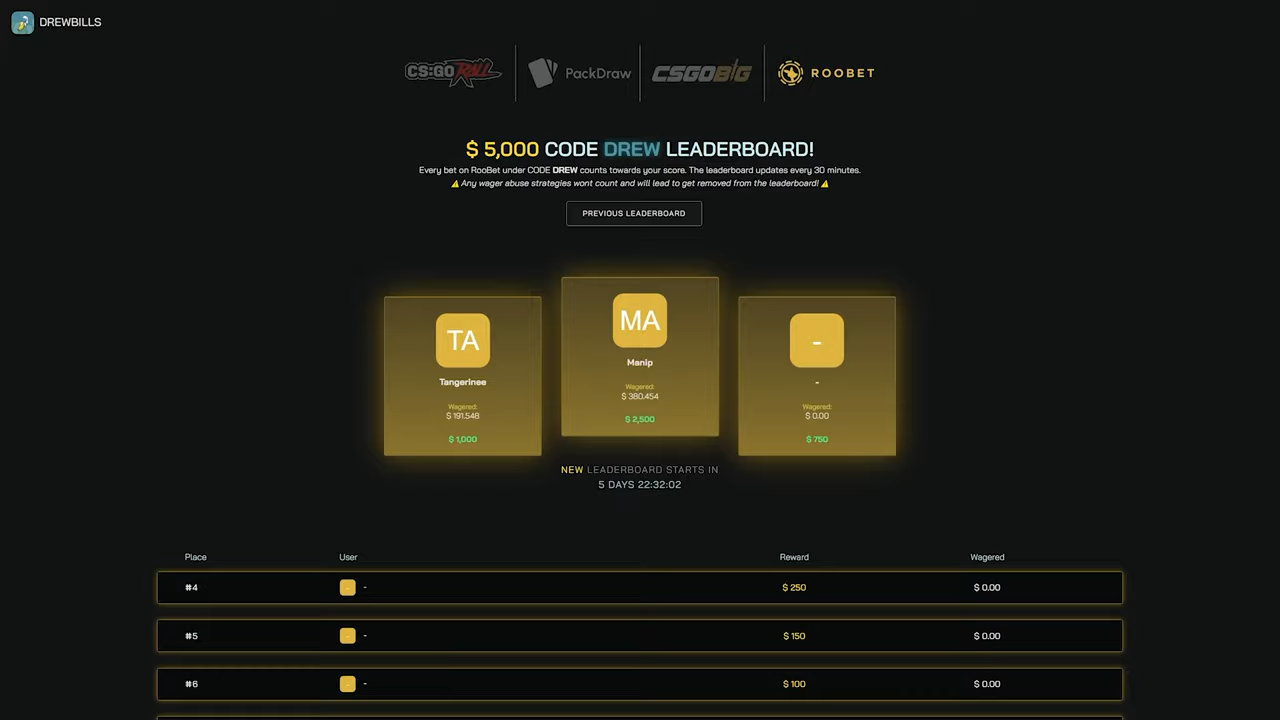 DREWBILLS
CS:GO ROLL
PackDraw
CSGOBIG
ROOBET
$ 5,000 CODE DREW LEADERBOARD!
Every bet on RooBet under CODE DREW counts towards your score. The leaderboard updates every 30 minutes.
⚠ Any wager abuse strategies wont count and will lead to get removed from the leaderboard! ⚠
PREVIOUS LEADERBOARD
TA
Tangerinee
Wagered:
$ 191.548
$ 1,000
MA
Manip
Wagered:
$ 380.454
$ 2,500
-
-
Wagered:
$ 0.00
$ 750
NEW LEADERBOARD STARTS IN
5 DAYS 22:32:02
Place User Reward Wagered
#4 - $ 250 $ 0.00
#5 - $ 150 $ 0.00
#6 - $ 100 $ 0.00